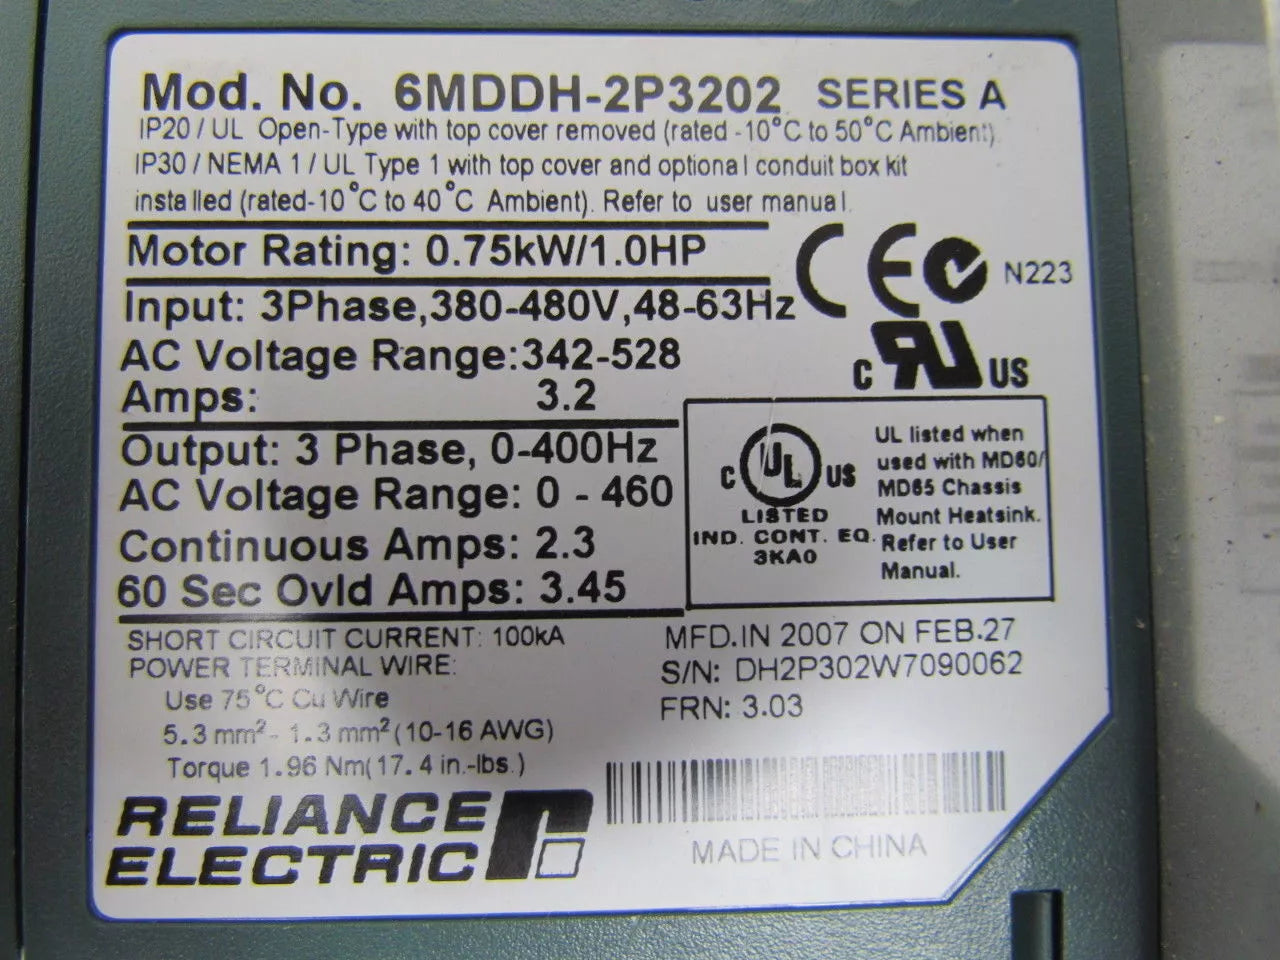 Mod. No. 6MDDH-2P3202 SERIES A
IP20 / UL Open-Type with top cover removed (rated -10°C to 50°C Ambient).
IP30 / NEMA 1 / UL Type 1 with top cover and optional conduit box kit
installed (rated-10°C to 40°C Ambient). Refer to user manual.
Motor Rating: 0.75kW/1.0HP
CE N223
Input: 3Phase,380-480V,48-63Hz
AC Voltage Range:342-528
Amps: 3.2
C RU US
Output: 3 Phase, 0-400Hz
AC Voltage Range: 0 - 460
Continuous Amps: 2.3
60 Sec Ovld Amps: 3.45
C UL US
LISTED
IND. CONT. EQ.
3KA0
UL listed when
used with MD60/
MD65 Chassis
Mount Heatsink.
Refer to User
Manual.
SHORT CIRCUIT CURRENT: 100kA
POWER TERMINAL WIRE:
Use 75°C Cu Wire
5.3 mm²- 1.3 mm² (10-16 AWG)
Torque 1.96 Nm(17.4 in.-lbs.)
MFD.IN 2007 ON FEB.27
S/N: DH2P302W7090062
FRN: 3.03
RELIANCE
ELECTRIC
MADE IN CHINA